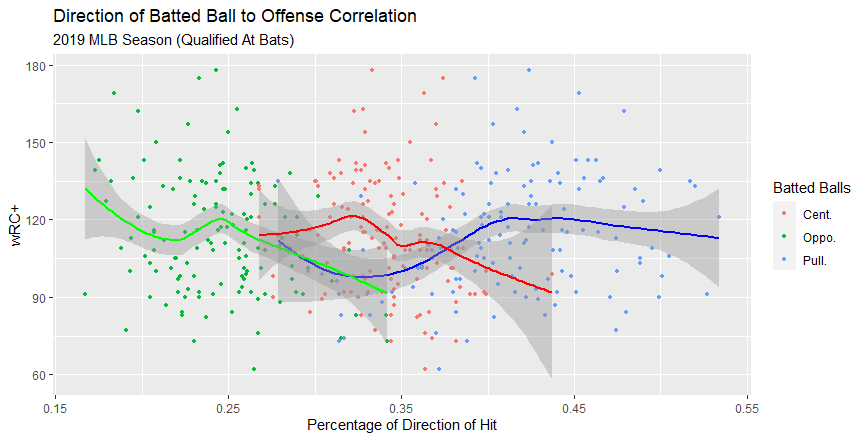 Direction of Batted Ball to Offense Correlation
2019 MLB Season (Qualified At Bats)
180
150
120
90
60
wRC+
0.15
0.25
0.35
0.45
0.55
Percentage of Direction of Hit
Batted Balls
Cent.
Oppo.
Pull.